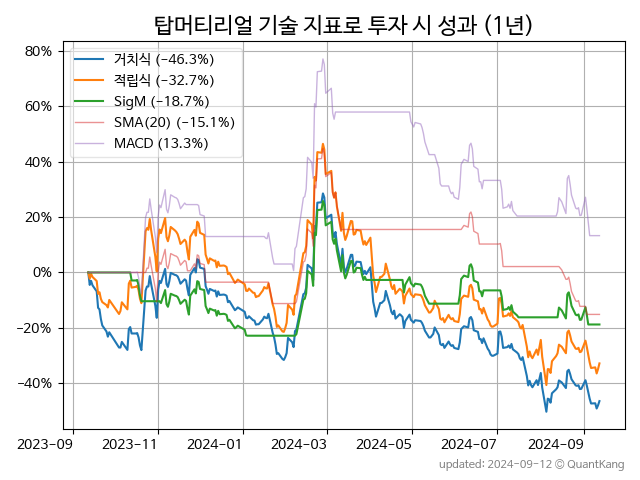 탑머티리얼 기술 지표로 투자 시 성과 (1년)
80%
60%
40%
20%
0%
−20%
−40%
거치식 (−46.3%)
적립식 (−32.7%)
SigM (−18.7%)
SMA(20) (−15.1%)
MACD (13.3%)
2023-09
2023-11
2024-01
2024-03
2024-05
2024-07
2024-09
updated: 2024-09-12 © QuantKang